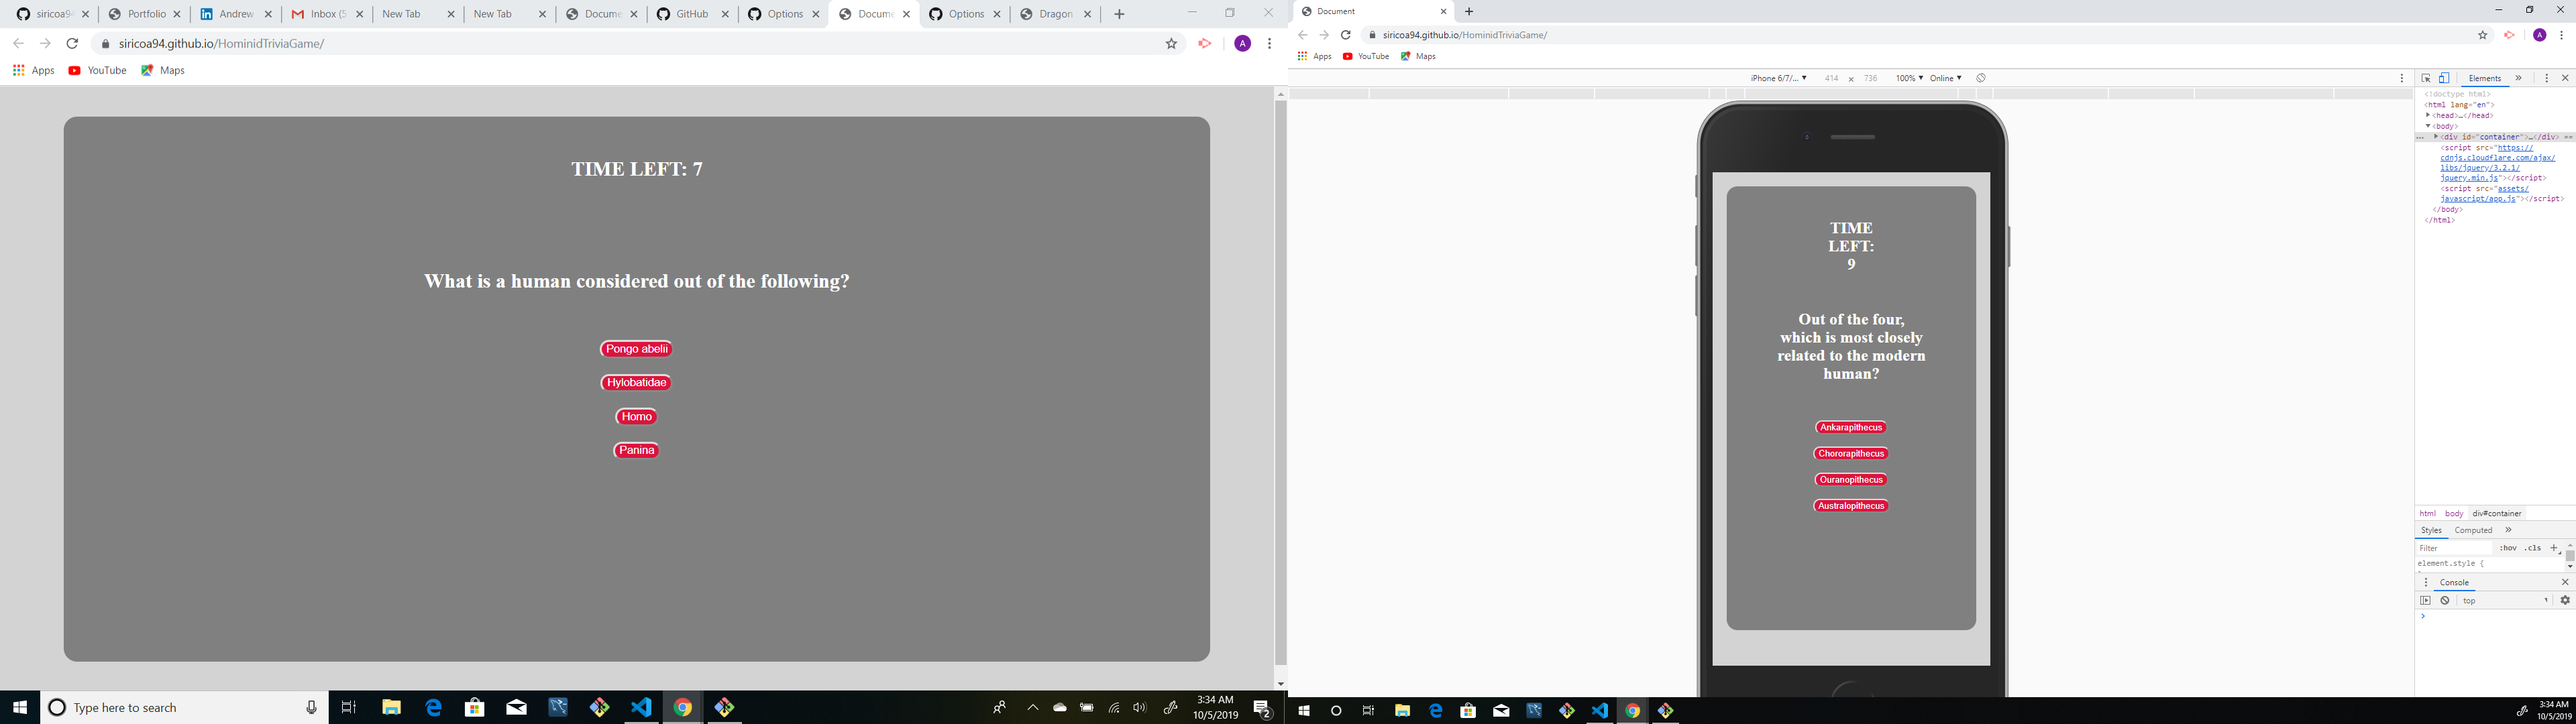 siricoa94
Portfolio
Andrew
Inbox (5
New Tab
New Tab
Docume
GitHub
Options
Docume
Options
Dragon
siricoa94.github.io/HominidTriviaGame/
A
Apps
YouTube
Maps
TIME LEFT: 7
What is a human considered out of the following?
Pongo abelii
Hylobatidae
Homo
Panina
Type here to search
3:34 AM
10/5/2019
2
Document
siricoa94.github.io/HominidTriviaGame/
A
Apps
YouTube
Maps
iPhone 6/7/... ▼
414 × 736
100% ▼
Online ▼
TIME
LEFT:
9
Out of the four,
which is most closely
related to the modern
human?
Ankarapithecus
Chororapithecus
Ouranopithecus
Australopithecus
Elements
<!doctype html>
<html lang="en">
<head>…</head>
<body>
<div id="container">…</div> ==
<script src="https://
cdnjs.cloudflare.com/ajax/
libs/jquery/3.2.1/
jquery.min.js"></script>
<script src="assets/
javascript/app.js"></script>
</body>
</html>
html body div#container
Styles Computed
Filter :hov .cls +
element.style {
Console
top
3:34 AM
10/5/2019